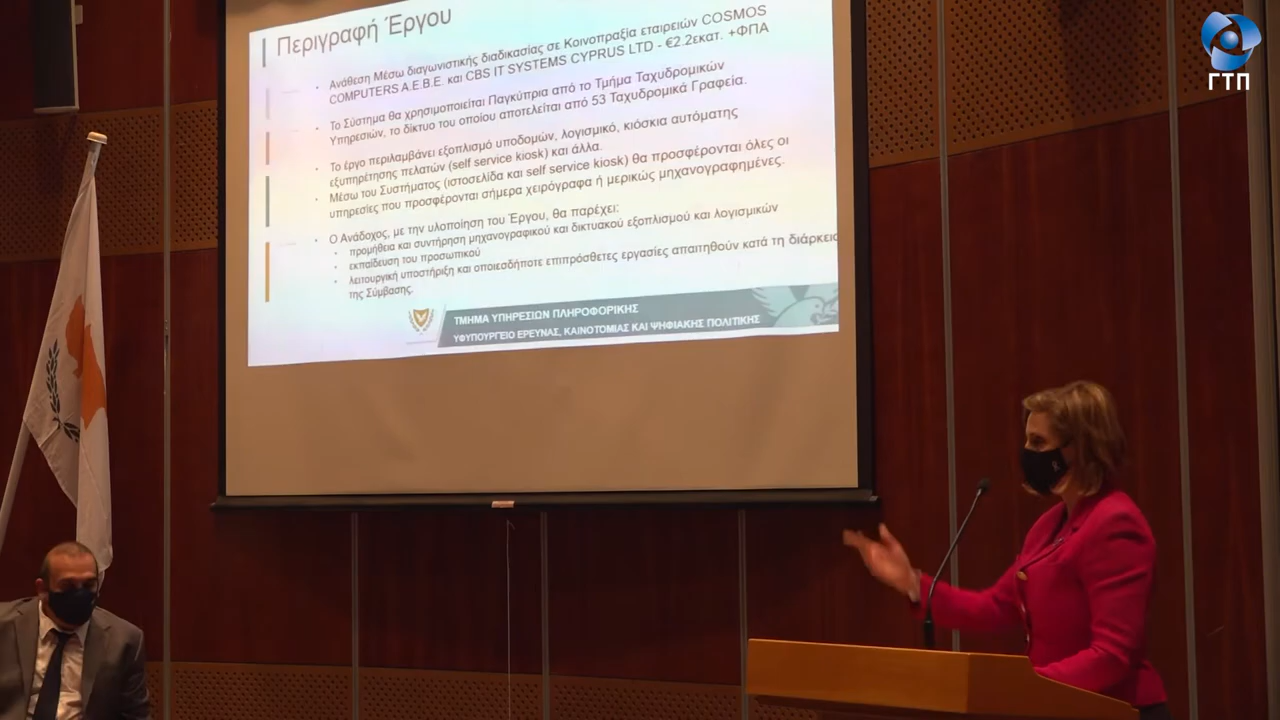 Περιγραφή Έργου
• Ανάθεση Μέσω διαγωνιστικής διαδικασίας σε Κοινοπραξία εταιρειών COSMOS
COMPUTERS A.E.B.E. και CBS IT SYSTEMS CYPRUS LTD - €2.2εκατ. +ΦΠΑ
• Το Σύστημα θα χρησιμοποιείται Παγκύπρια από το Τμήμα Ταχυδρομικών
Υπηρεσιών, το δίκτυο του οποίου αποτελείται από 53 Ταχυδρομικά Γραφεία.
• Το έργο περιλαμβάνει εξοπλισμό υποδομών, λογισμικό, κιόσκια αυτόματης
εξυπηρέτησης πελατών (self service kiosk) και άλλα.
• Μέσω του Συστήματος (ιστοσελίδα και self service kiosk) θα προσφέρονται όλες οι
υπηρεσίες που προσφέρονται σήμερα χειρόγραφα ή μερικώς μηχανογραφημένες.
• Ο Ανάδοχος, με την υλοποίηση του Έργου, θα παρέχει:
• προμήθεια και συντήρηση μηχανογραφικού και δικτυακού εξοπλισμού και λογισμικών
• εκπαίδευση του προσωπικού
• λειτουργική υποστήριξη και οποιεσδήποτε επιπρόσθετες εργασίες απαιτηθούν κατά τη διάρκεια
της Σύμβασης.
ΤΜΗΜΑ ΥΠΗΡΕΣΙΩΝ ΠΛΗΡΟΦΟΡΙΚΗΣ
ΥΦΥΠΟΥΡΓΕΙΟ ΕΡΕΥΝΑΣ, ΚΑΙΝΟΤΟΜΙΑΣ ΚΑΙ ΨΗΦΙΑΚΗΣ ΠΟΛΙΤΙΚΗΣ
ΓΤΠ